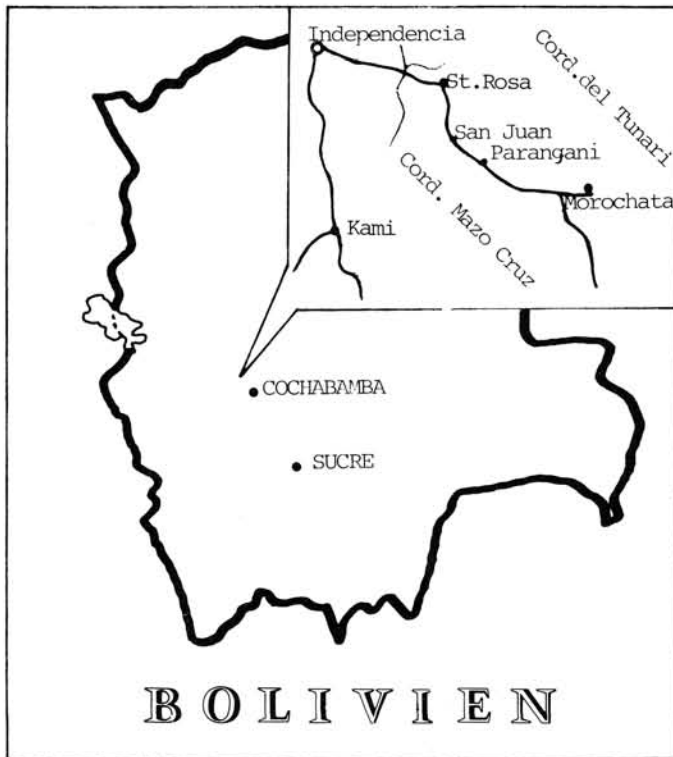 Independencia
Cord.del Tunari
St.Rosa
San Juan
Parangani
Cord. Mazo Cruz
Morochata
Kami
COCHABAMBA
SUCRE
BOLIVIEN